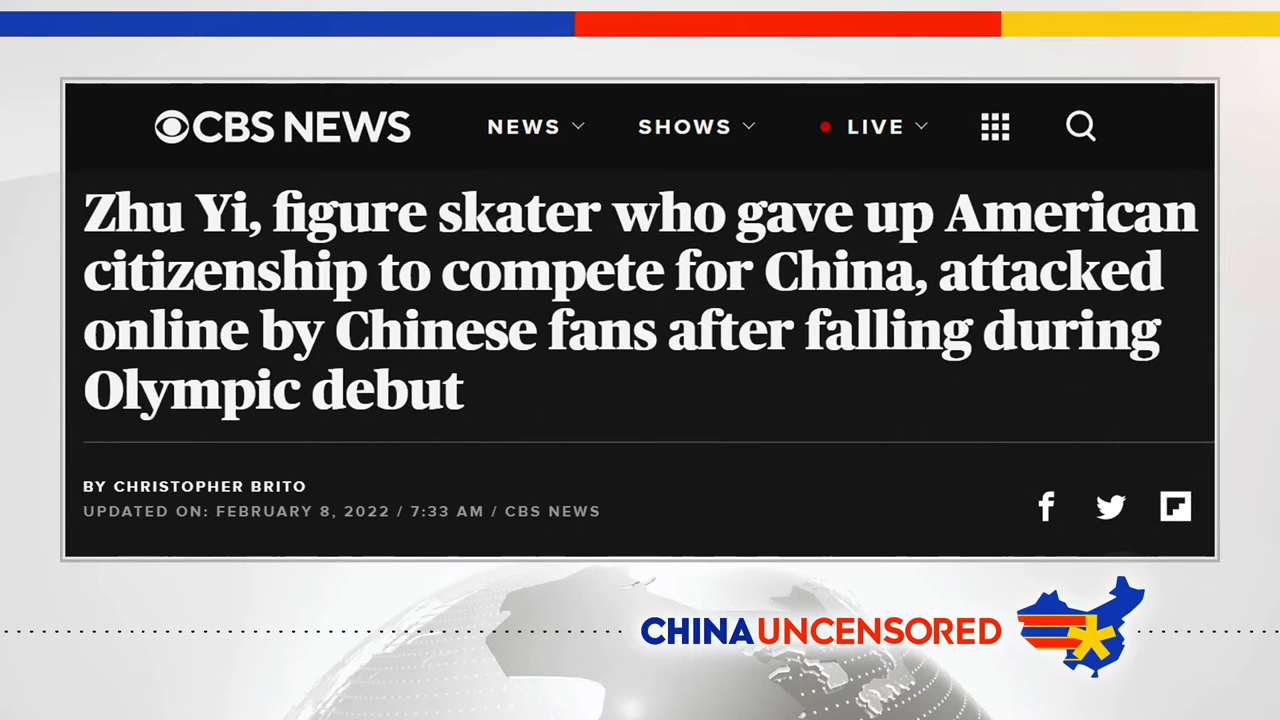 CBS NEWS NEWS SHOWS LIVE
Zhu Yi, figure skater who gave up American
citizenship to compete for China, attacked
online by Chinese fans after falling during
Olympic debut
BY CHRISTOPHER BRITO
UPDATED ON: FEBRUARY 8, 2022 / 7:33 AM / CBS NEWS
CHINA UNCENSORED